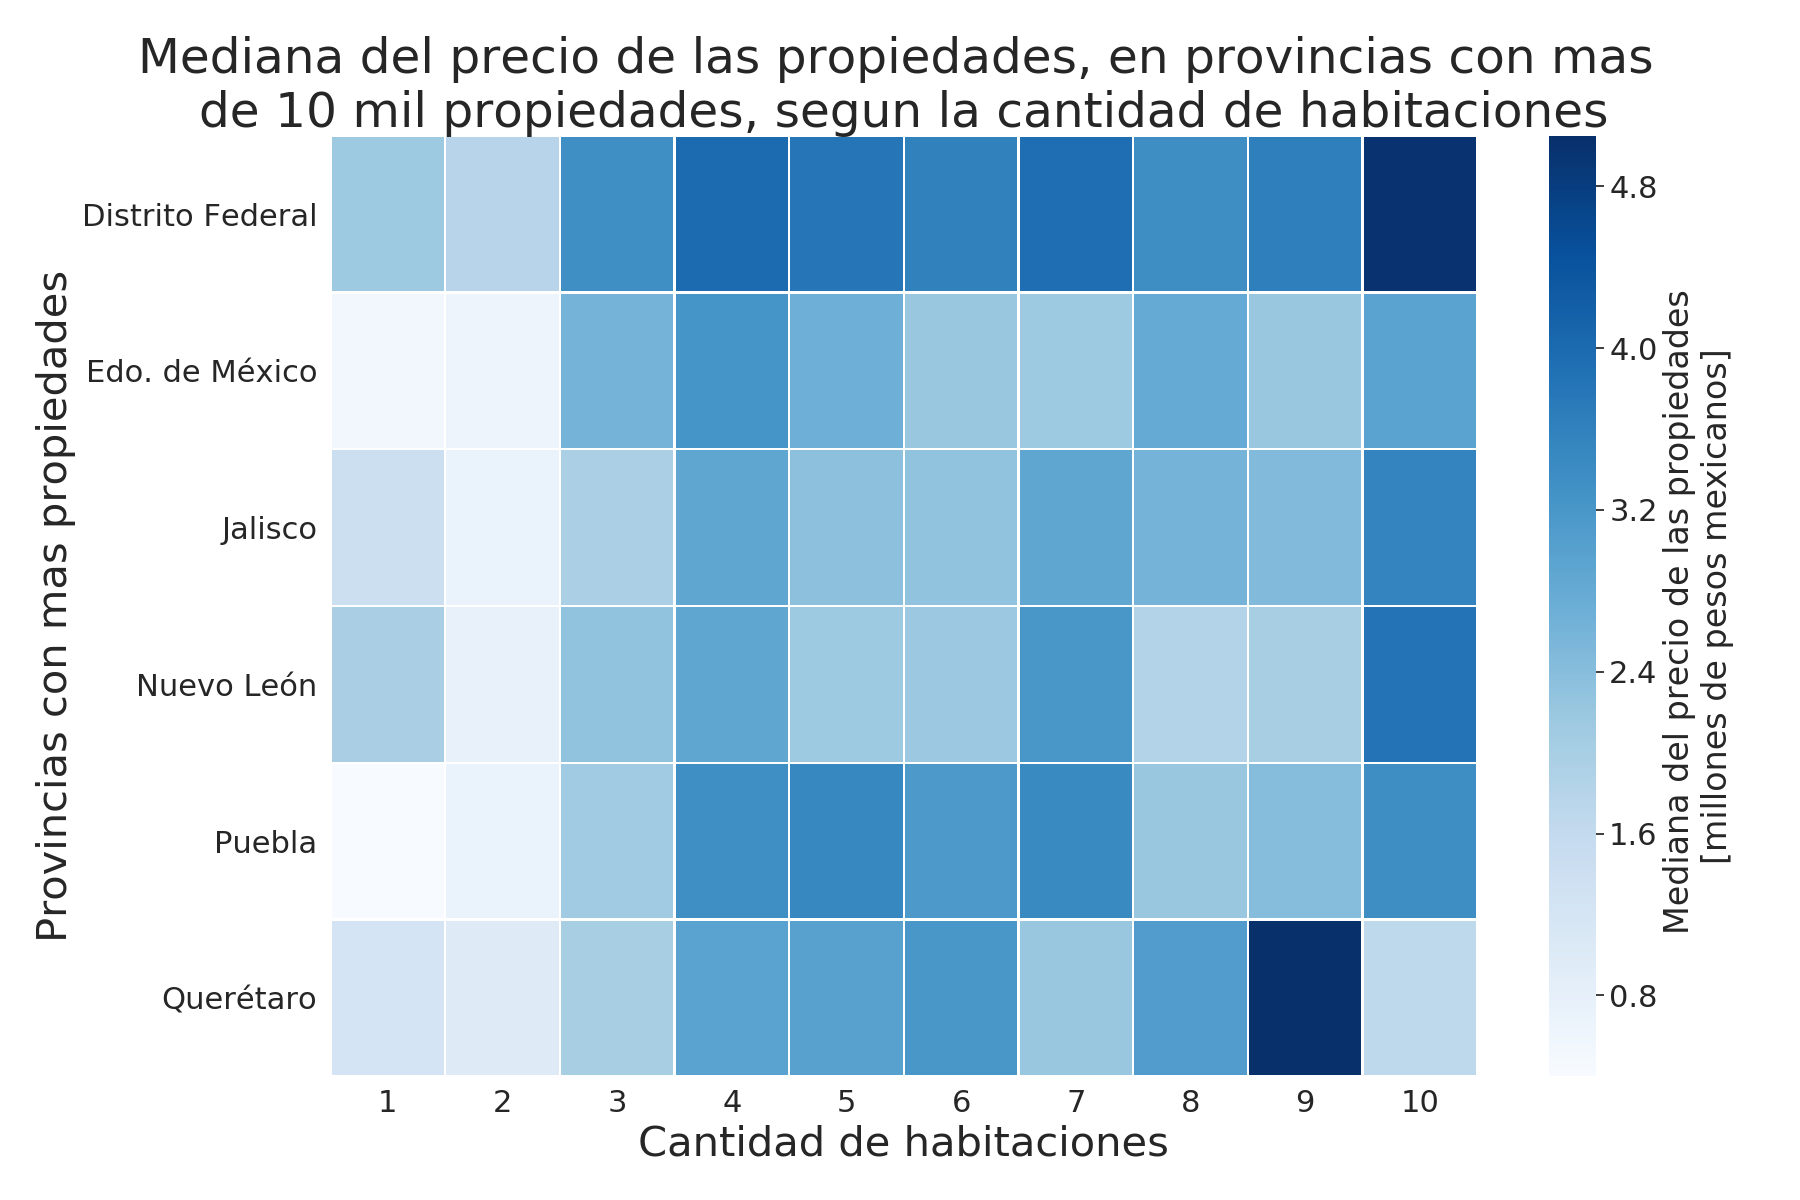 Mediana del precio de las propiedades, en provincias con mas
de 10 mil propiedades, segun la cantidad de habitaciones
Provincias con mas propiedades
Distrito Federal
Edo. de México
Jalisco
Nuevo León
Puebla
Querétaro
1 2 3 4 5 6 7 8 9 10
Cantidad de habitaciones
4.8
4.0
3.2
2.4
1.6
0.8
Mediana del precio de las propiedades
[millones de pesos mexicanos]